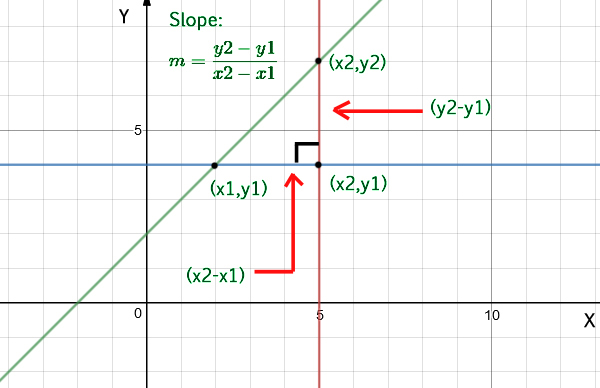 Y
Slope:
m = \frac{y2 - y1}{x2 - x1}
(x2,y2)
(y2-y1)
5
(x1,y1)
(x2,y1)
(x2-x1)
0
5
10
X